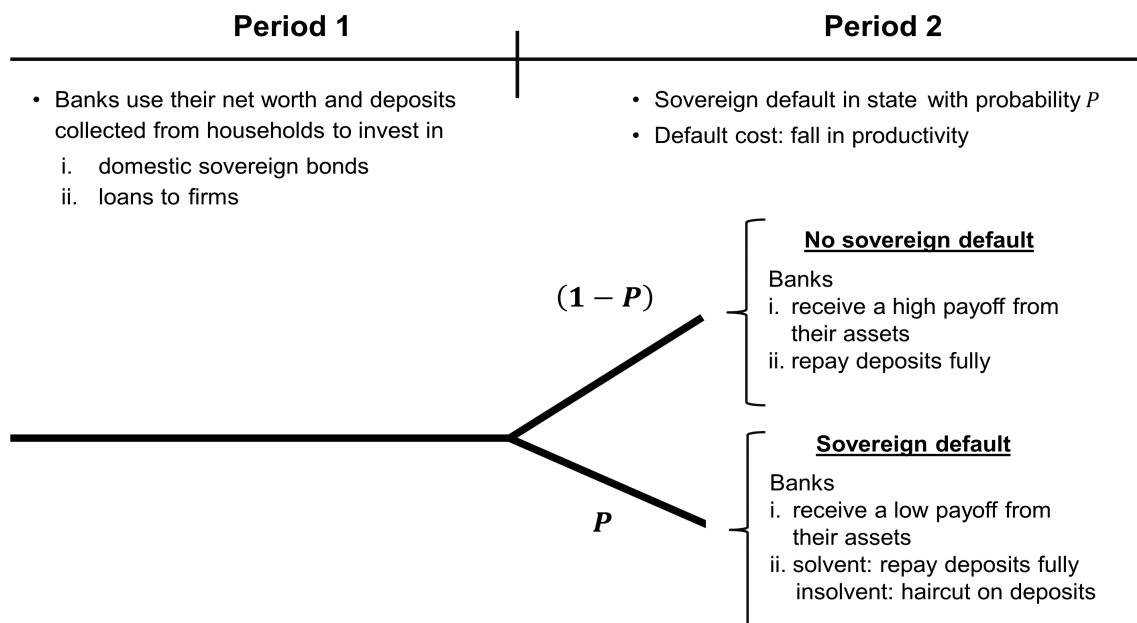 Period 1
Period 2
• Banks use their net worth and deposits
collected from households to invest in
i. domestic sovereign bonds
ii. loans to firms
• Sovereign default in state with probability P
• Default cost: fall in productivity
(1 − P)
No sovereign default
Banks
i. receive a high payoff from
their assets
ii. repay deposits fully
P
Sovereign default
Banks
i. receive a low payoff from
their assets
ii. solvent: repay deposits fully
insolvent: haircut on deposits